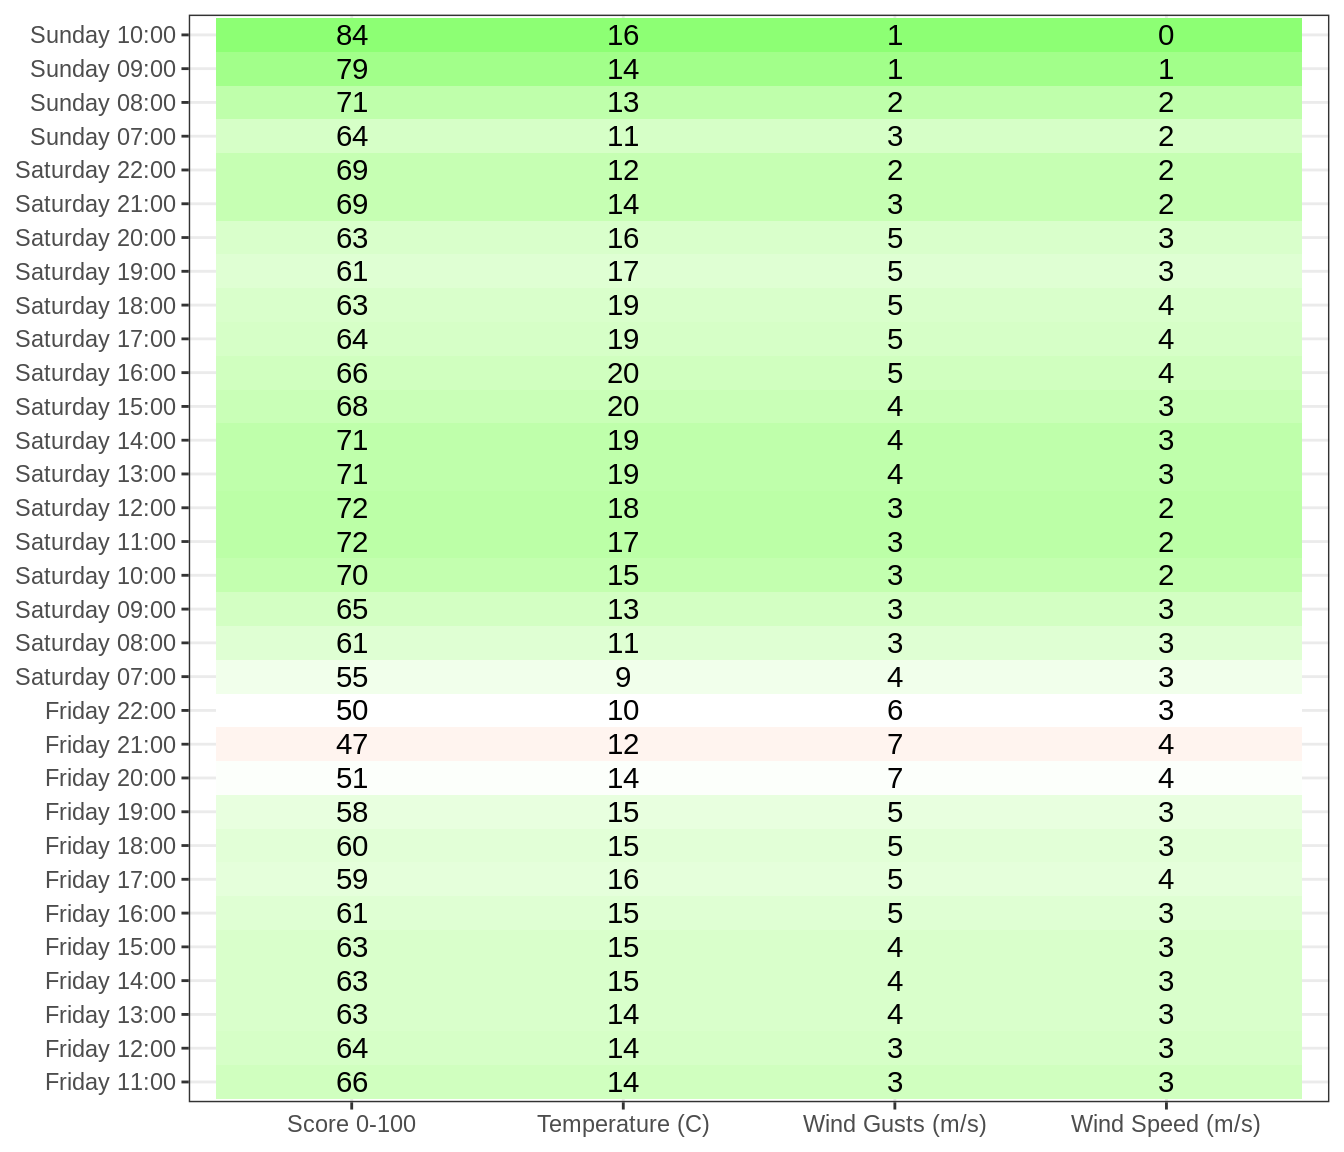 Sunday 10:00 84 16 1 0
Sunday 09:00 79 14 1 1
Sunday 08:00 71 13 2 2
Sunday 07:00 64 11 3 2
Saturday 22:00 69 12 2 2
Saturday 21:00 69 14 3 2
Saturday 20:00 63 16 5 3
Saturday 19:00 61 17 5 3
Saturday 18:00 63 19 5 4
Saturday 17:00 64 19 5 4
Saturday 16:00 66 20 5 4
Saturday 15:00 68 20 4 3
Saturday 14:00 71 19 4 3
Saturday 13:00 71 19 4 3
Saturday 12:00 72 18 3 2
Saturday 11:00 72 17 3 2
Saturday 10:00 70 15 3 2
Saturday 09:00 65 13 3 3
Saturday 08:00 61 11 3 3
Saturday 07:00 55 9 4 3
Friday 22:00 50 10 6 3
Friday 21:00 47 12 7 4
Friday 20:00 51 14 7 4
Friday 19:00 58 15 5 3
Friday 18:00 60 15 5 3
Friday 17:00 59 16 5 4
Friday 16:00 61 15 5 3
Friday 15:00 63 15 4 3
Friday 14:00 63 15 4 3
Friday 13:00 63 14 4 3
Friday 12:00 64 14 3 3
Friday 11:00 66 14 3 3
Score 0-100 Temperature (C) Wind Gusts (m/s) Wind Speed (m/s)